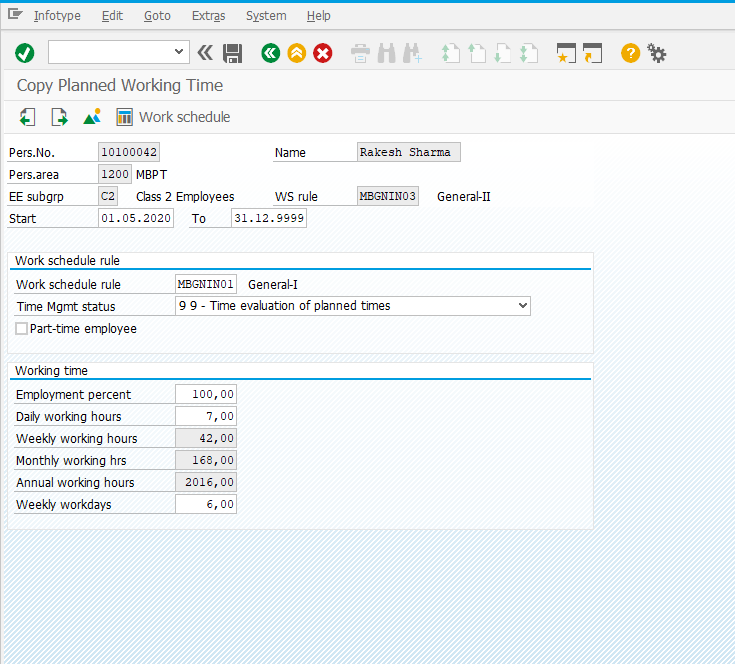 Infotype Edit Goto Extras System Help
Copy Planned Working Time
Work schedule
Pers.No. 10100042 Name Rakesh Sharma
Pers.area 1200 MBPT
EE subgrp C2 Class 2 Employees WS rule MBGNIN03 General-II
Start 01.05.2020 To 31.12.9999
Work schedule rule
Work schedule rule MBGNIN01 General-I
Time Mgmt status 9 9 - Time evaluation of planned times
Part-time employee
Working time
Employment percent 100,00
Daily working hours 7,00
Weekly working hours 42,00
Monthly working hrs 168,00
Annual working hours 2016,00
Weekly workdays 6,00